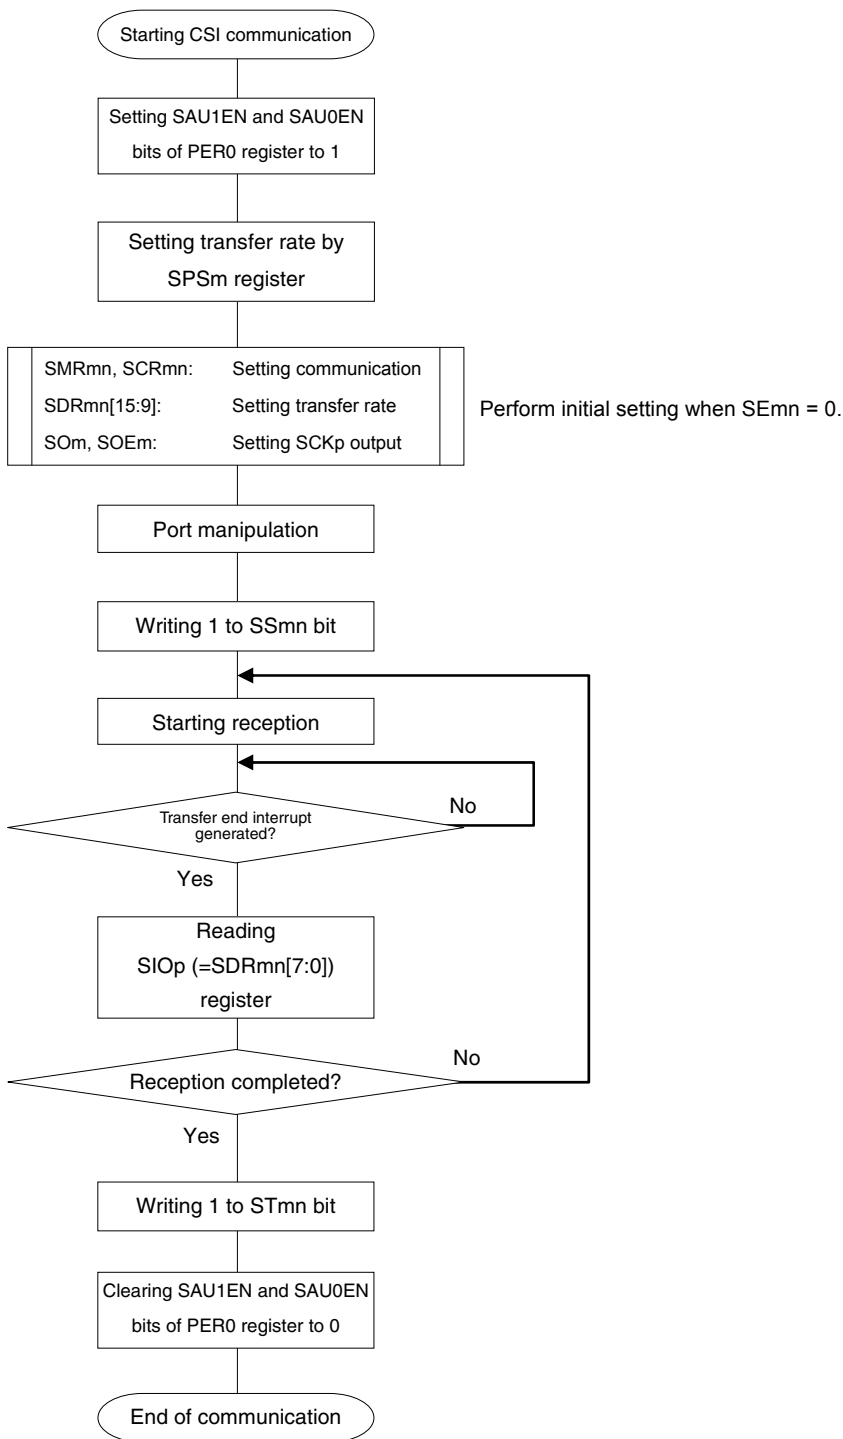 Starting CSI communication
Setting SAU1EN and SAU0EN
bits of PER0 register to 1
Setting transfer rate by
SPSm register
SMRmn, SCRmn: Setting communication
SDRmn[15:9]: Setting transfer rate
SOm, SOEm: Setting SCKp output
Perform initial setting when SEmn = 0.
Port manipulation
Writing 1 to SSmn bit
Starting reception
Transfer end interrupt
generated?
No
Yes
Reading
SIOp (=SDRmn[7:0])
register
Reception completed?
No
Yes
Writing 1 to STmn bit
Clearing SAU1EN and SAU0EN
bits of PER0 register to 0
End of communication